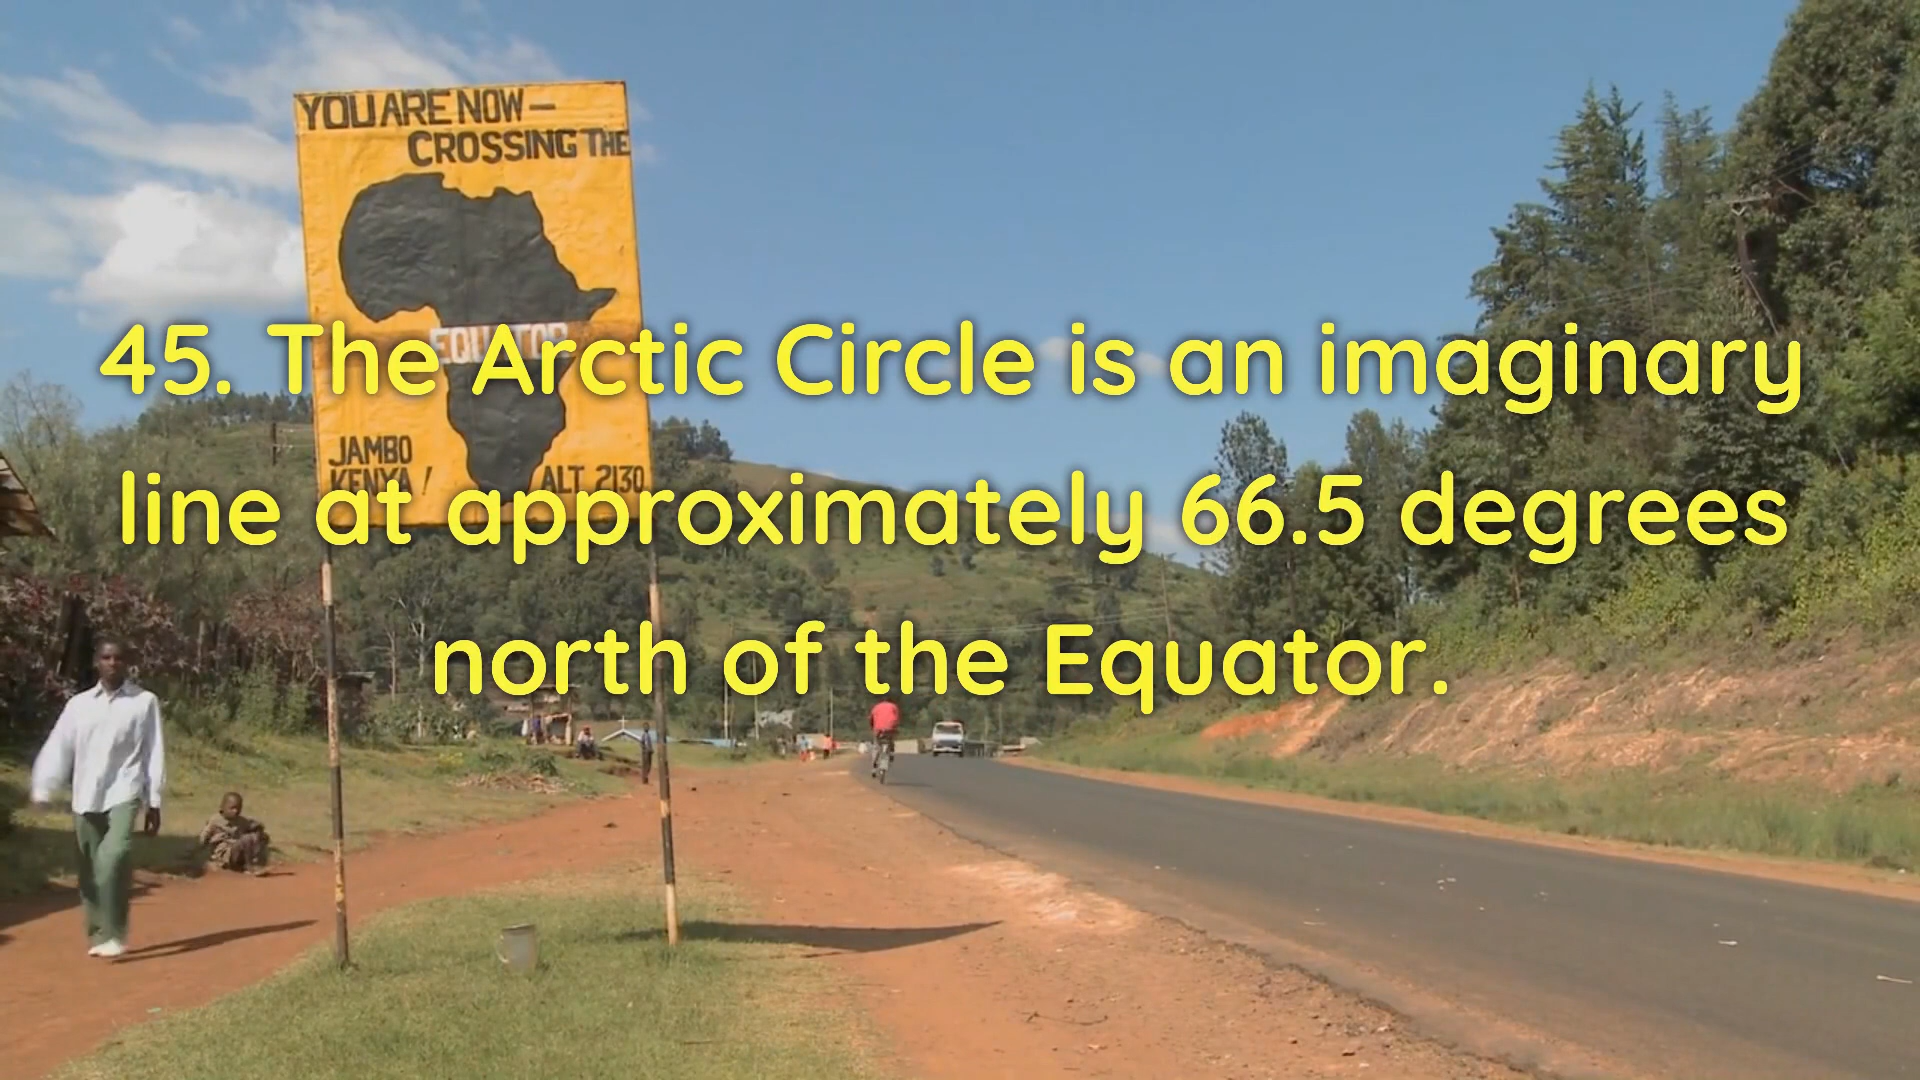 YOU ARE NOW —
CROSSING THE
EQUATOR
JAMBO
KENYA !
ALT 2130
45. The Arctic Circle is an imaginary
line at approximately 66.5 degrees
north of the Equator.